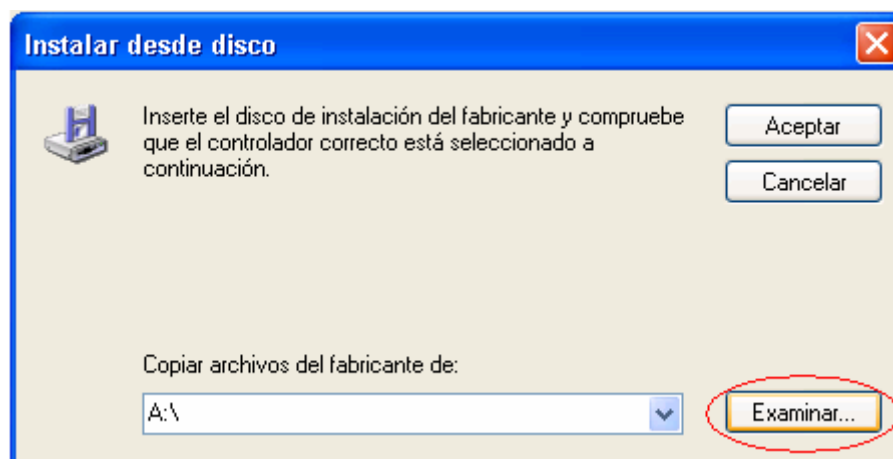 Instalar desde disco
Inserte el disco de instalación del fabricante y compruebe
que el controlador correcto está seleccionado a
continuación.
Aceptar
Cancelar
Copiar archivos del fabricante de:
A:\
Examinar...